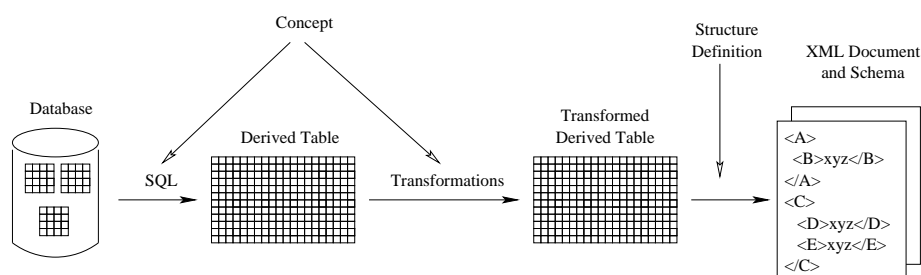 Concept
Structure
Definition
XML Document
and Schema
Database
SQL
Derived Table
Transformations
Transformed
Derived Table
<A>
<B>xyz</B>
</A>
<C>
<D>xyz</D>
<E>xyz</E>
</C>